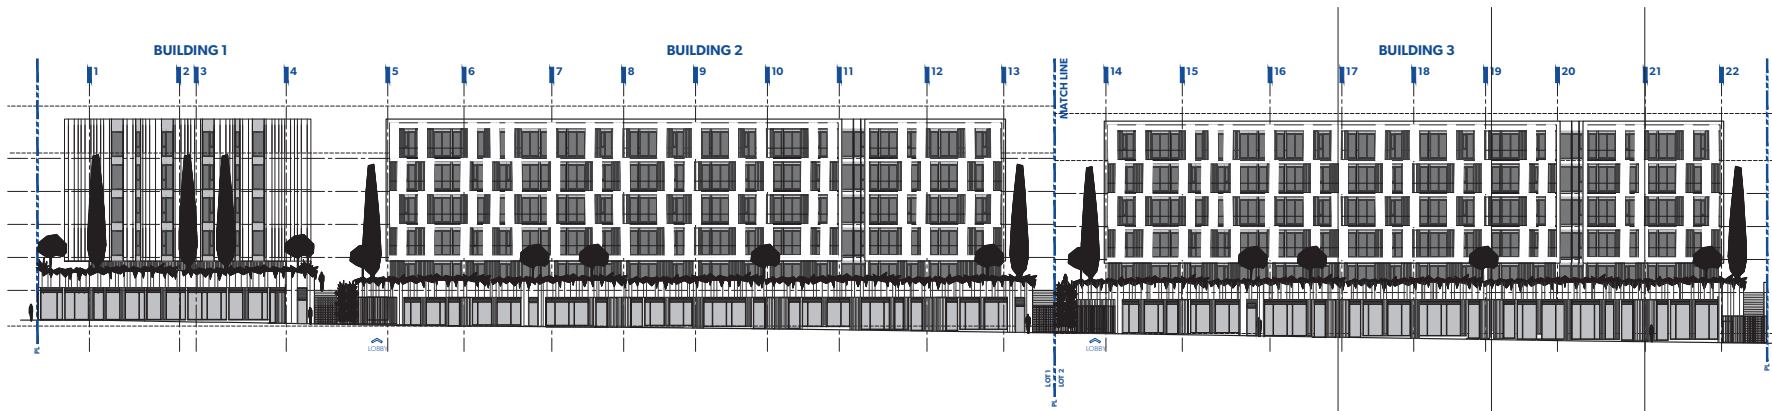 BUILDING 1
BUILDING 2
BUILDING 3
1
2
3
4
5
6
7
8
9
10
11
12
13
MATCH LINE
14
15
16
17
18
19
20
21
22
LOBBY
LOBBY
PL
LOT 1
LOT 2
PL
PL